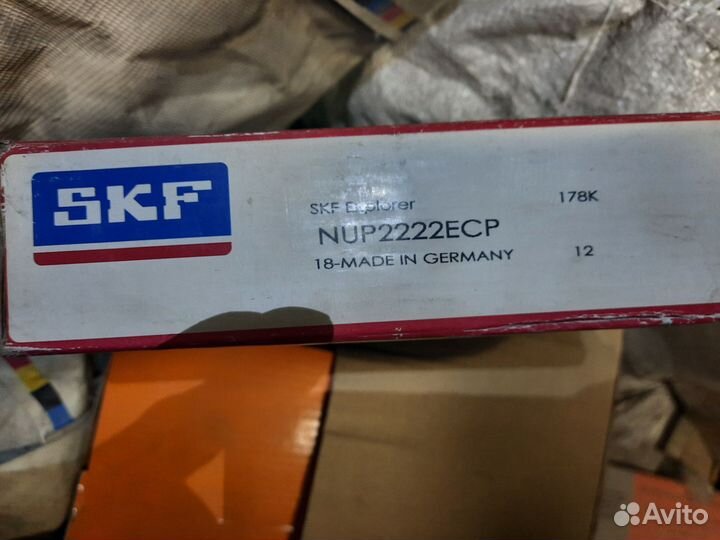 SKF
SKF Explorer 178K
NUP2222ECP
18-MADE IN GERMANY 12
Avito